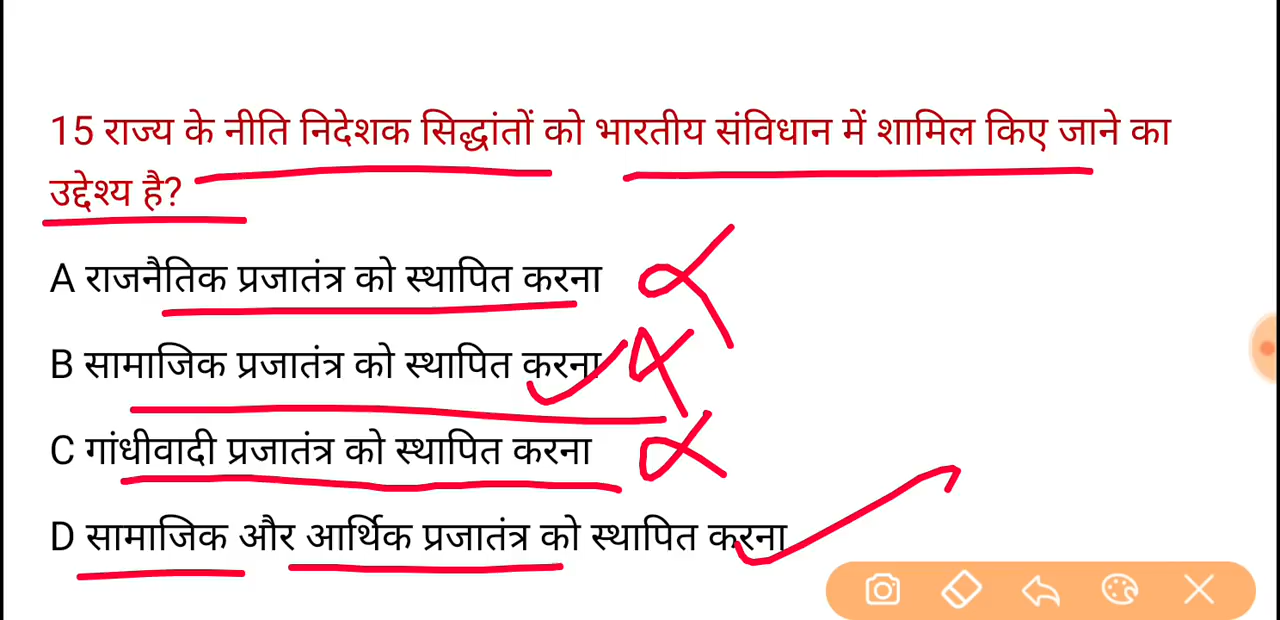 15 राज्य के नीति निदेशक सिद्धांतों को भारतीय संविधान में शामिल किए जाने का
उद्देश्य है?
A राजनैतिक प्रजातंत्र को स्थापित करना
B सामाजिक प्रजातंत्र को स्थापित करना
C गांधीवादी प्रजातंत्र को स्थापित करना
D सामाजिक और आर्थिक प्रजातंत्र को स्थापित करना